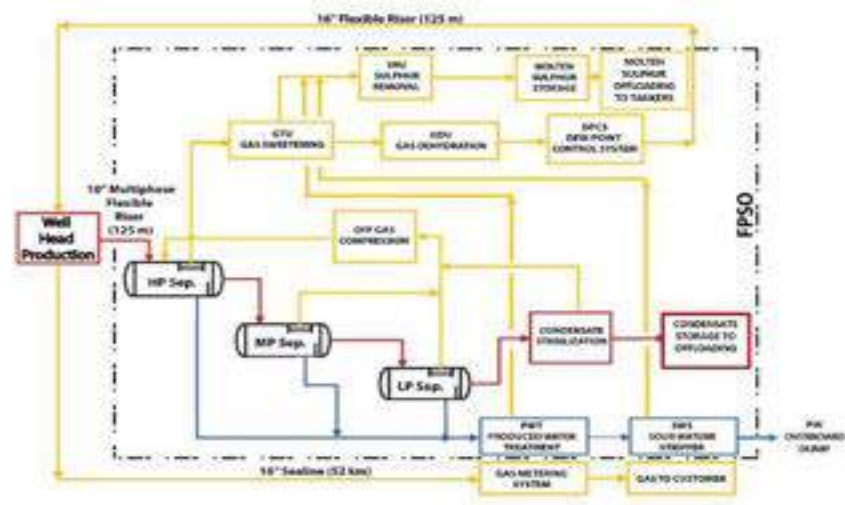 16" Flexible Riser (125 m)
SRU
SULPHUR
REMOVAL
MOLTEN
SULPHUR
STORAGE
MOLTEN
SULPHUR
OFFLOADING
TO TANKERS
GTU
GAS SWEETENING
GDU
GAS DEHYDRATION
DPCS
DEW POINT
CONTROL SYSTEM
10" Multiphase
Flexible
Riser
(125 m)
Well
Head
Production
OFF GAS
COMPRESSION
FPSO
HP Sep.
MP Sep.
LP Sep.
CONDENSATE
STABILIZATION
CONDENSATE
STORAGE TO
OFFLOADING
PWT
PRODUCED WATER
TREATMENT
SWS
SOUR WATER
STRIPPER
PW
OVERBOARD
DUMP
16" Sealine (52 km)
GAS METERING
SYSTEM
GAS TO CUSTOMER